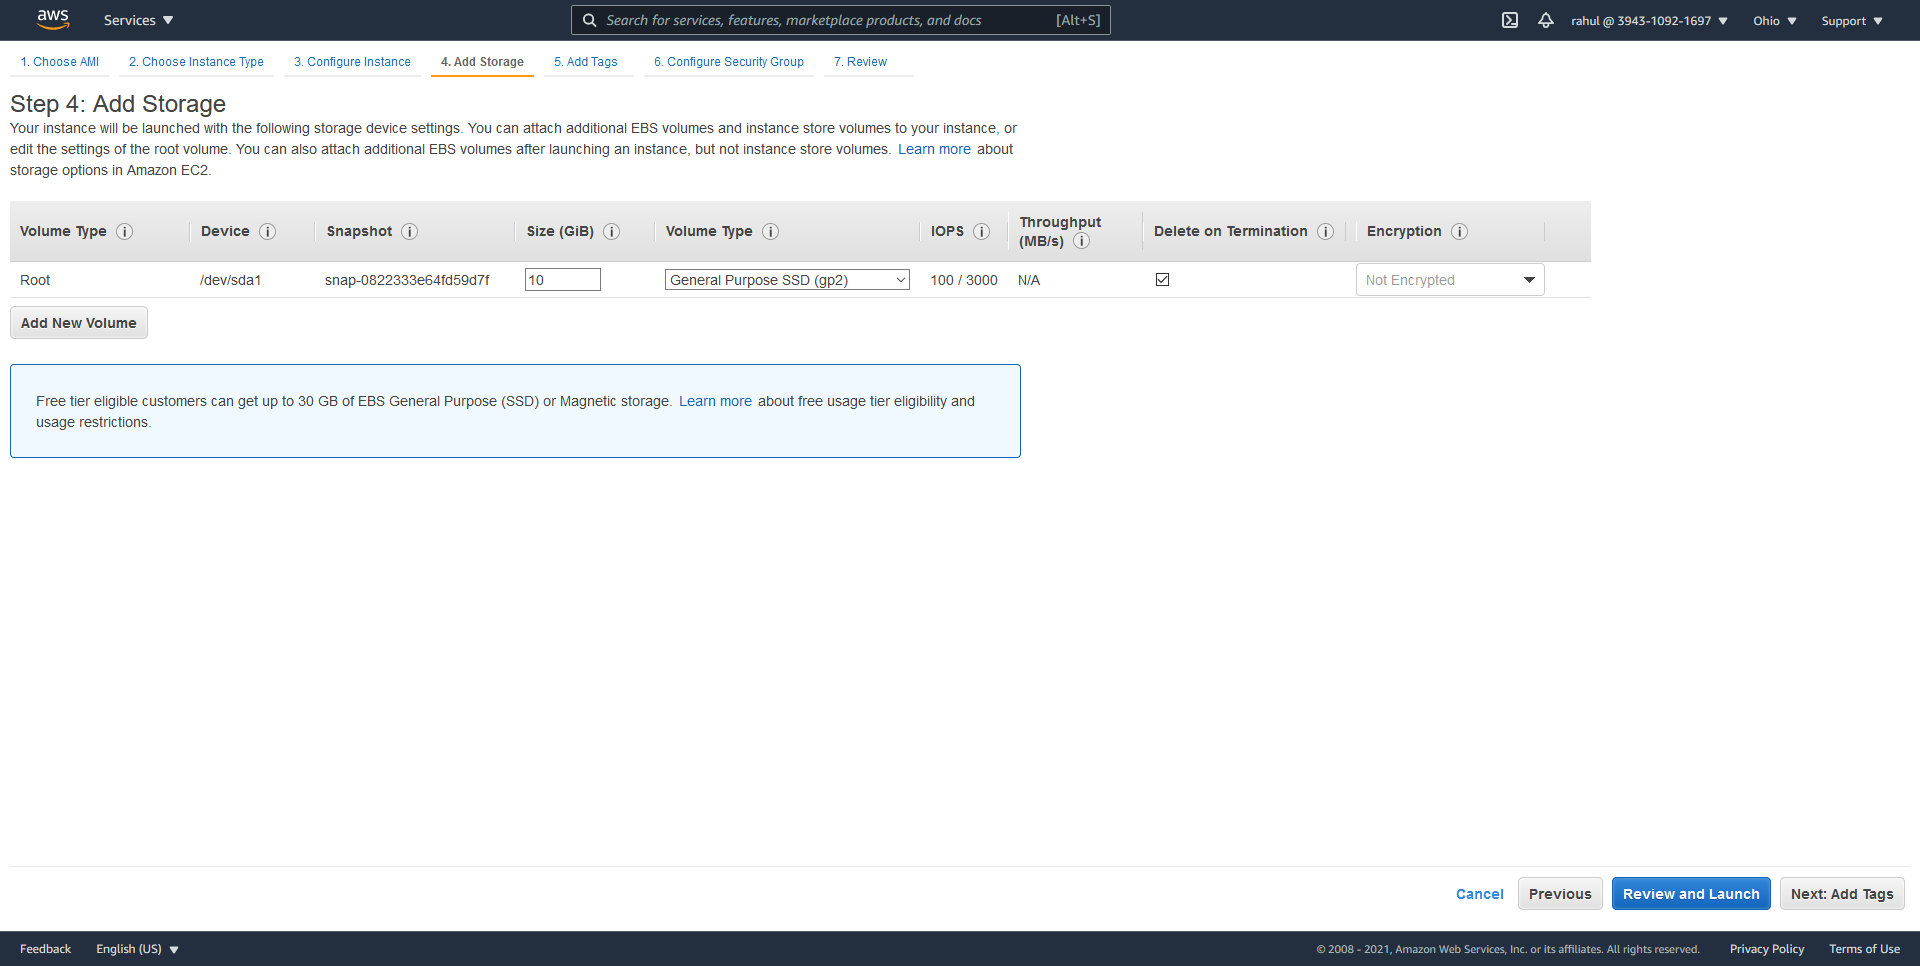 aws Services Search for services, features, marketplace products, and docs [Alt+S] rahul @ 3943-1092-1697 Ohio Support
1. Choose AMI 2. Choose Instance Type 3. Configure Instance 4. Add Storage 5. Add Tags 6. Configure Security Group 7. Review
Step 4: Add Storage
Your instance will be launched with the following storage device settings. You can attach additional EBS volumes and instance store volumes to your instance, or
edit the settings of the root volume. You can also attach additional EBS volumes after launching an instance, but not instance store volumes. Learn more about
storage options in Amazon EC2.
Volume Type Device Snapshot Size (GiB) Volume Type IOPS Throughput (MB/s) Delete on Termination Encryption
Root /dev/sda1 snap-0822333e64fd59d7f 10 General Purpose SSD (gp2) 100 / 3000 N/A Not Encrypted
Add New Volume
Free tier eligible customers can get up to 30 GB of EBS General Purpose (SSD) or Magnetic storage. Learn more about free usage tier eligibility and
usage restrictions.
Cancel Previous Review and Launch Next: Add Tags
Feedback English (US) © 2008 - 2021, Amazon Web Services, Inc. or its affiliates. All rights reserved. Privacy Policy Terms of Use